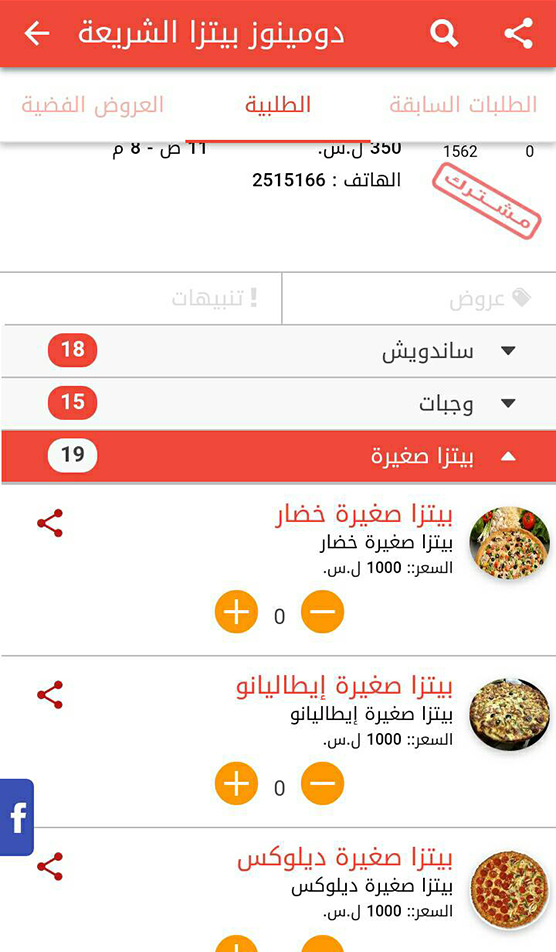 دومينوز بيتزا الشريعة
الطلبات السابقة
الطلبية
العروض الفضية
0
1562
350 ل.س.
11 ص - 8 م
الهاتف : 2515166
مشترك
عروض
تنبيهات
ساندويش 18
وجبات 15
بيتزا صغيرة 19
بيتزا صغيرة خضار
بيتزا صغيرة خضار
السعر:: 1000 ل.س.
0
بيتزا صغيرة إيطاليانو
بيتزا صغيرة إيطاليانو
السعر:: 1000 ل.س.
0
بيتزا صغيرة ديلوكس
بيتزا صغيرة ديلوكس
السعر:: 1000 ل.س.